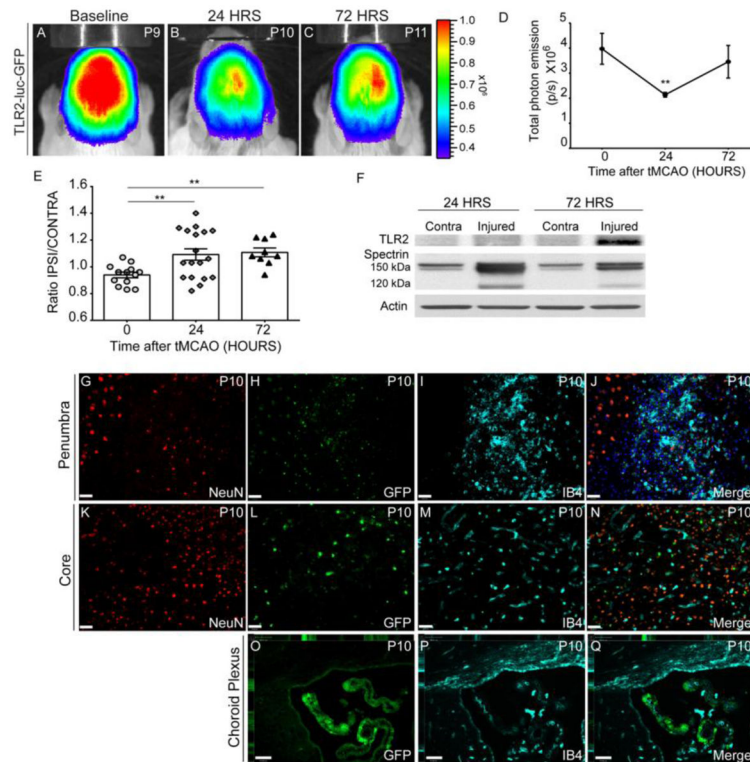 Baseline 24 HRS 72 HRS
A P9 B P10 C P11
TLR2-luc-GFP
1.0
0.9
0.8
0.7
0.6
0.5
0.4
D
Total photon emission
(p/s) X10⁶
6
5
4
3
2
1
0
**
0 24 72
Time after tMCAO (HOURS)
E
Ratio IPSI/CONTRA
1.6
1.4
1.2
1.0
0.8
0.6
**
**
0 24 72
Time after tMCAO (HOURS)
F
24 HRS 72 HRS
Contra Injured Contra Injured
TLR2
Spectrin
150 kDa
120 kDa
Actin
Penumbra
G P10 H P10 I P10 J P10
NeuN GFP IB4 Merge
Core
K P10 L P10 M P10 N P10
NeuN GFP IB4 Merge
Choroid Plexus
O P10 P P10 Q P10
GFP IB4 Merge